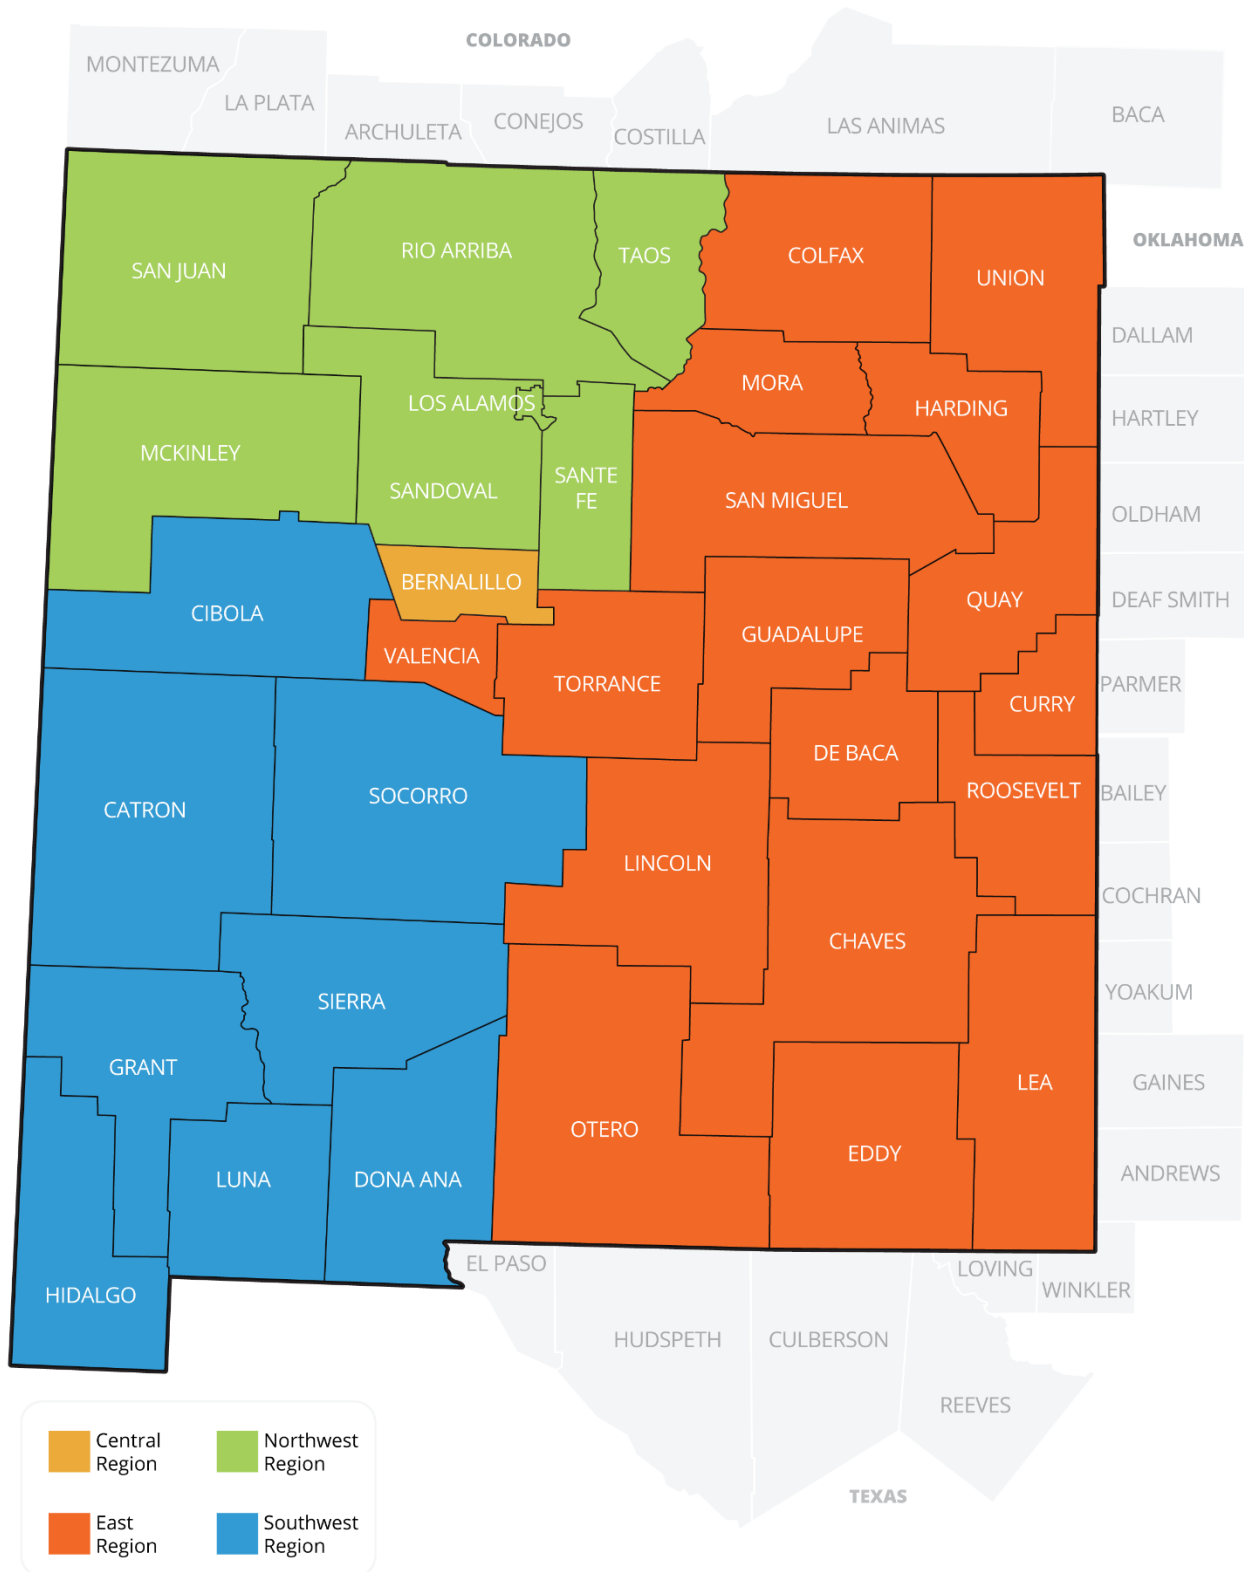 COLORADO
MONTEZUMA
LA PLATA
ARCHULETA
CONEJOS
COSTILLA
LAS ANIMAS
BACA
OKLAHOMA
SAN JUAN
RIO ARRIBA
TAOS
COLFAX
UNION
DALLAM
MORA
HARDING
HARTLEY
LOS ALAMOS
MCKINLEY
SANDOVAL
SANTE
FE
SAN MIGUEL
OLDHAM
BERNALILLO
QUAY
DEAF SMITH
CIBOLA
GUADALUPE
VALENCIA
TORRANCE
PARMER
CURRY
DE BACA
CATRON
SOCORRO
ROOSEVELT
BAILEY
LINCOLN
COCHRAN
CHAVES
SIERRA
YOAKUM
GRANT
LEA
GAINES
OTERO
EDDY
LUNA
DONA ANA
ANDREWS
EL PASO
LOVING
WINKLER
HIDALGO
HUDSPETH
CULBERSON
REEVES
TEXAS
Central
Region
Northwest
Region
East
Region
Southwest
Region